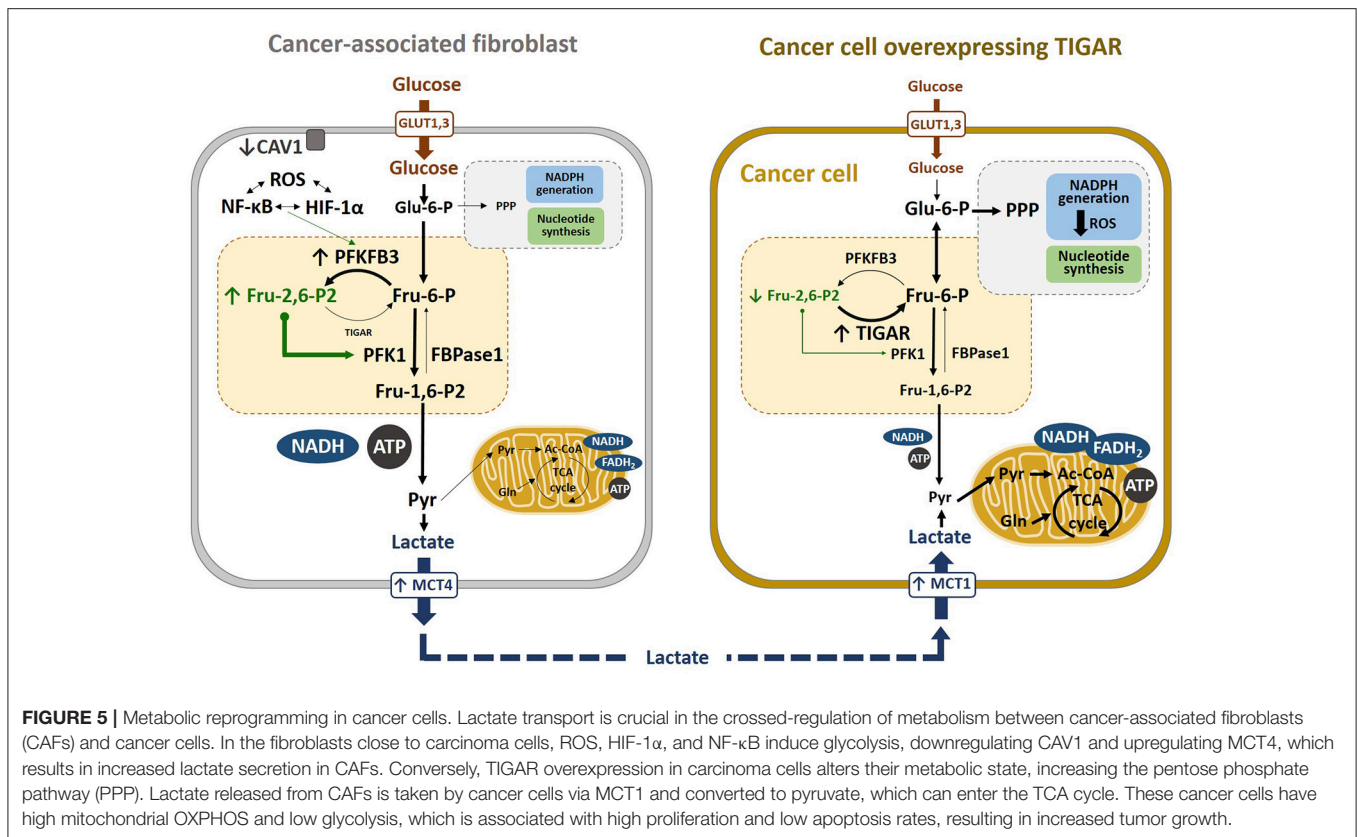 Cancer-associated fibroblast
Glucose
GLUT1,3
↓CAV1
Glucose
ROS
NF-κB HIF-1α
Glu-6-P
PPP
NADPH
generation
Nucleotide
synthesis
↑ PFKFB3
↑ Fru-2,6-P2
Fru-6-P
TIGAR
PFK1
FBPase1
Fru-1,6-P2
NADH
ATP
Pyr
Ac-CoA
NADH
FADH2
TCA
cycle
Gln
ATP
Pyr
Lactate
↑ MCT4
Cancer cell overexpressing TIGAR
Glucose
GLUT1,3
Cancer cell
Glucose
Glu-6-P
PPP
NADPH
generation
ROS
Nucleotide
synthesis
PFKFB3
↓ Fru-2,6-P2
Fru-6-P
↑ TIGAR
PFK1
FBPase1
Fru-1,6-P2
NADH
ATP
NADH
FADH2
Pyr
Ac-CoA
ATP
TCA
cycle
Gln
Pyr
Lactate
↑ MCT1
Lactate
FIGURE 5 | Metabolic reprogramming in cancer cells. Lactate transport is crucial in the crossed-regulation of metabolism between cancer-associated fibroblasts
(CAFs) and cancer cells. In the fibroblasts close to carcinoma cells, ROS, HIF-1α, and NF-κB induce glycolysis, downregulating CAV1 and upregulating MCT4, which
results in increased lactate secretion in CAFs. Conversely, TIGAR overexpression in carcinoma cells alters their metabolic state, increasing the pentose phosphate
pathway (PPP). Lactate released from CAFs is taken by cancer cells via MCT1 and converted to pyruvate, which can enter the TCA cycle. These cancer cells have
high mitochondrial OXPHOS and low glycolysis, which is associated with high proliferation and low apoptosis rates, resulting in increased tumor growth.